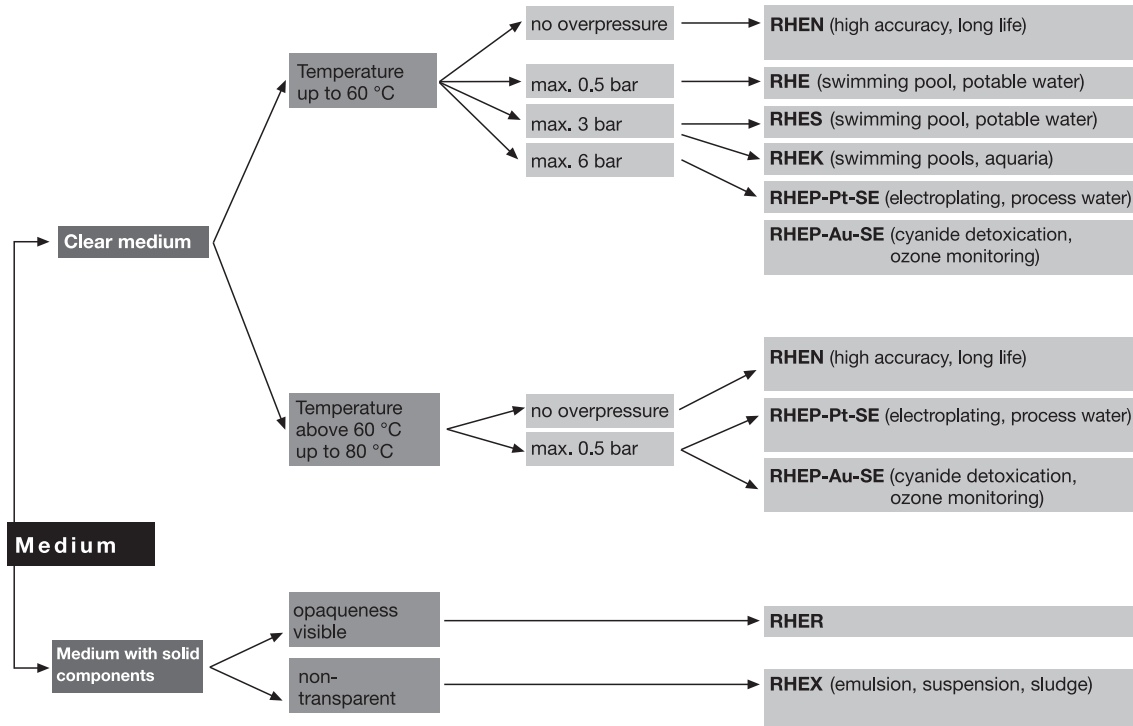 no overpressure
RHEN (high accuracy, long life)
Temperature
up to 60 °C
max. 0.5 bar
RHE (swimming pool, potable water)
max. 3 bar
RHES (swimming pool, potable water)
max. 6 bar
RHEK (swimming pools, aquaria)
RHEP-Pt-SE (electroplating, process water)
Clear medium
RHEP-Au-SE (cyanide detoxication,
ozone monitoring)
RHEN (high accuracy, long life)
Temperature
above 60 °C
up to 80 °C
no overpressure
RHEP-Pt-SE (electroplating, process water)
max. 0.5 bar
RHEP-Au-SE (cyanide detoxication,
ozone monitoring)
Medium
opaqueness
visible
RHER
Medium with solid
components
non-
transparent
RHEX (emulsion, suspension, sludge)